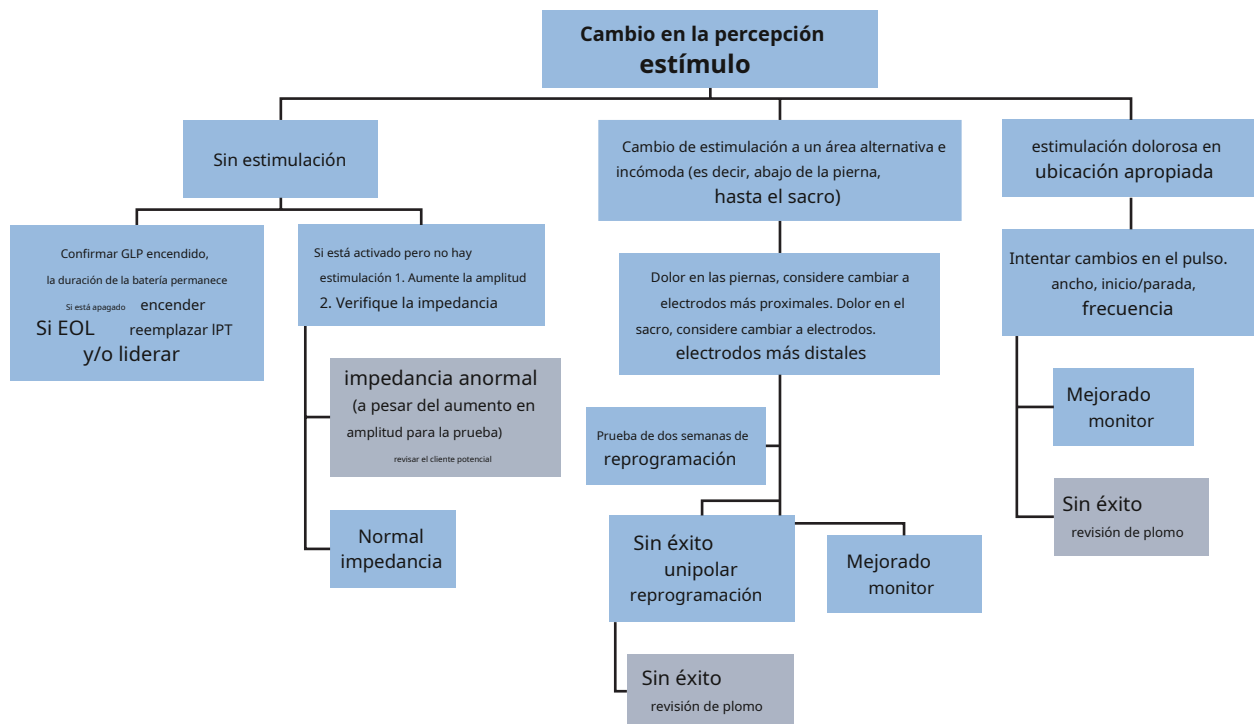 Cambio en la percepción
estímulo
Sin estimulación
Confirmar GLP encendido,
la duración de la batería permanece
Si está apagado encender
Si EOL reemplazar IPT
y/o liderar
Si está activado pero no hay
estimulación 1. Aumente la amplitud
2. Verifique la impedancia
impedancia anormal
(a pesar del aumento en
amplitud para la prueba)
revisar el cliente potencial
Normal
impedancia
Cambio de estimulación a un área alternativa e
incómoda (es decir, abajo de la pierna,
hasta el sacro)
Dolor en las piernas, considere cambiar a
electrodos más proximales. Dolor en el
sacro, considere cambiar a electrodos.
electrodos más distales
Prueba de dos semanas de
reprogramación
Sin éxito
unipolar
reprogramación
Mejorado
monitor
Sin éxito
revisión de plomo
estimulación dolorosa en
ubicación apropiada
Intentar cambios en el pulso.
ancho, inicio/parada,
frecuencia
Mejorado
monitor
Sin éxito
revisión de plomo